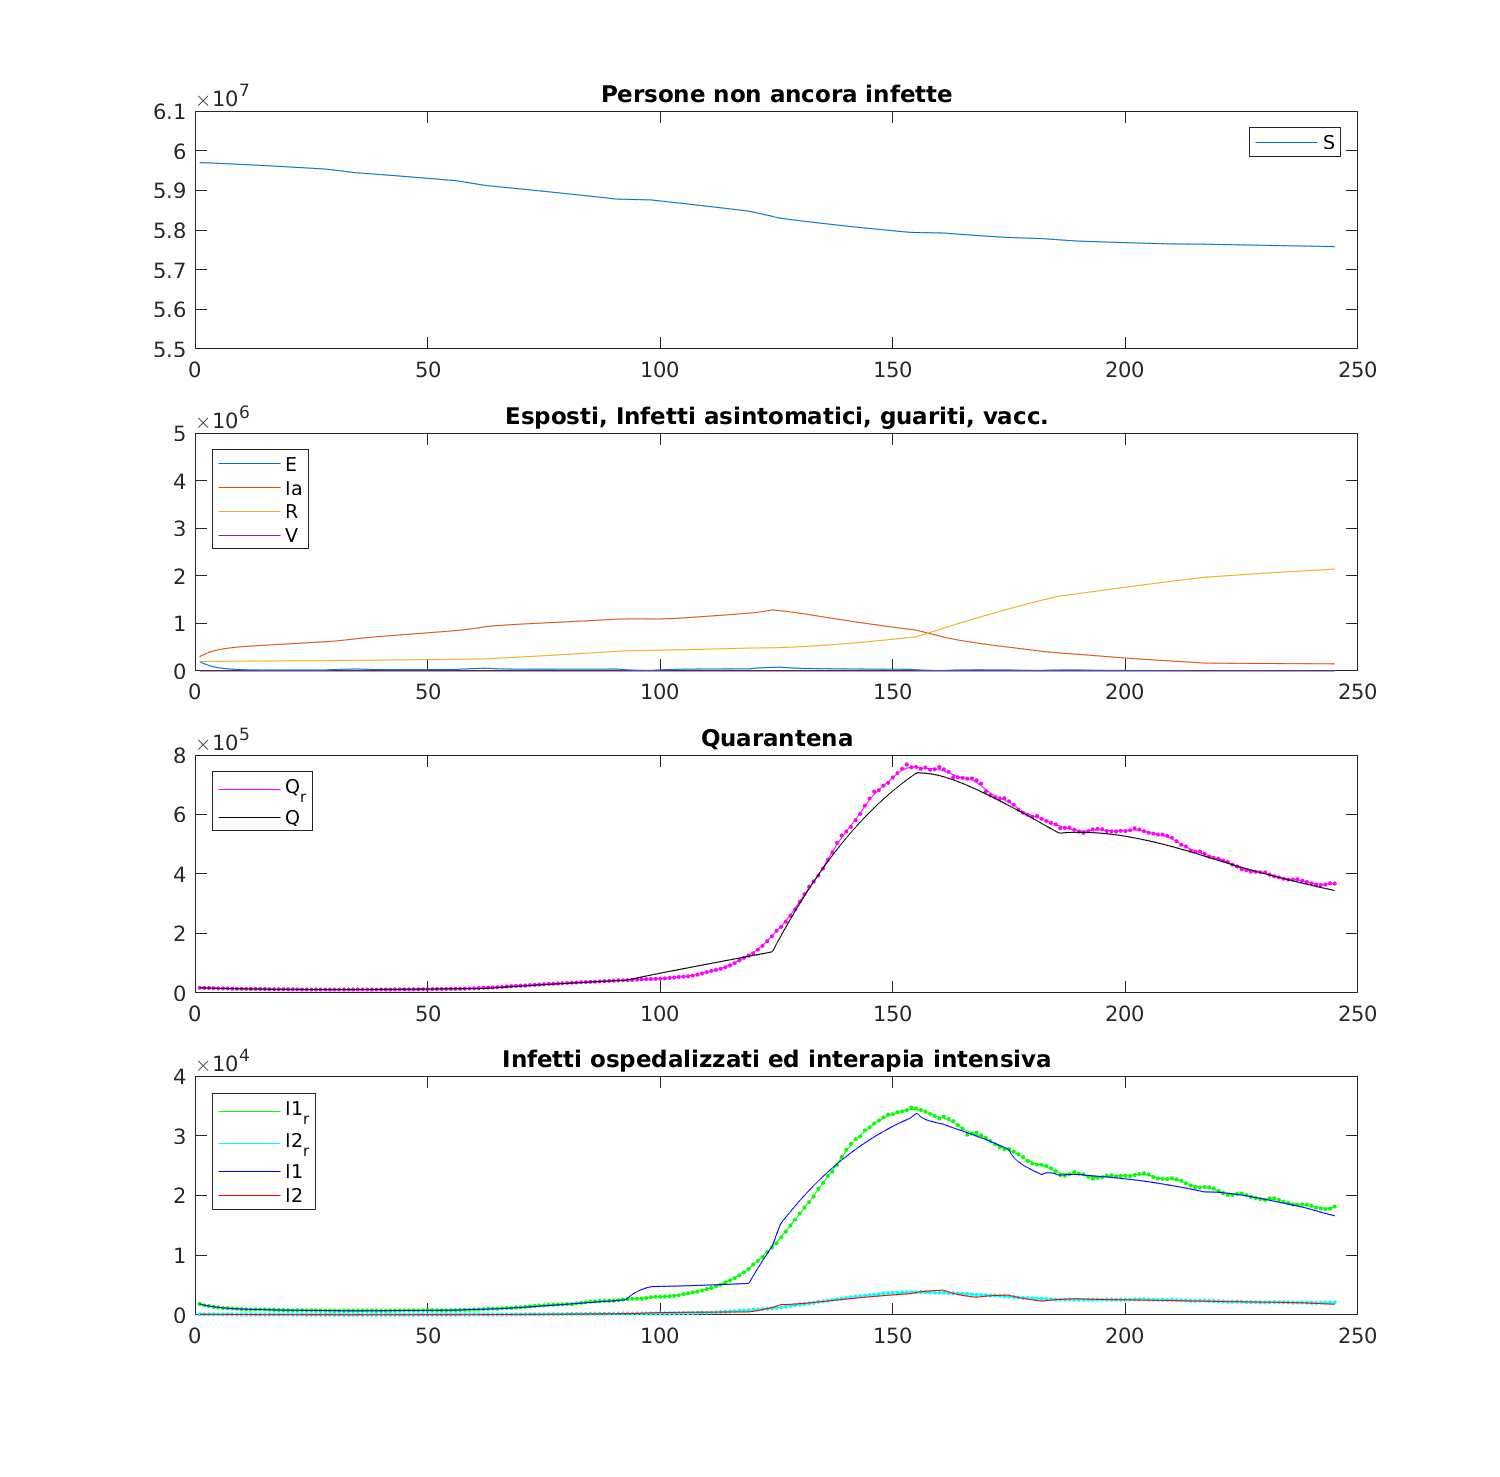 ×10^7
Persone non ancora infette
6.1
6
5.9
5.8
5.7
5.6
5.5
S
0 50 100 150 200 250
×10^6
Esposti, Infetti asintomatici, guariti, vacc.
5
4
3
2
1
0
E
Ia
R
V
0 50 100 150 200 250
×10^5
Quarantena
8
6
4
2
0
Q_r
Q
0 50 100 150 200 250
×10^4
Infetti ospedalizzati ed interapia intensiva
4
3
2
1
0
I1_r
I2_r
I1
I2
0 50 100 150 200 250